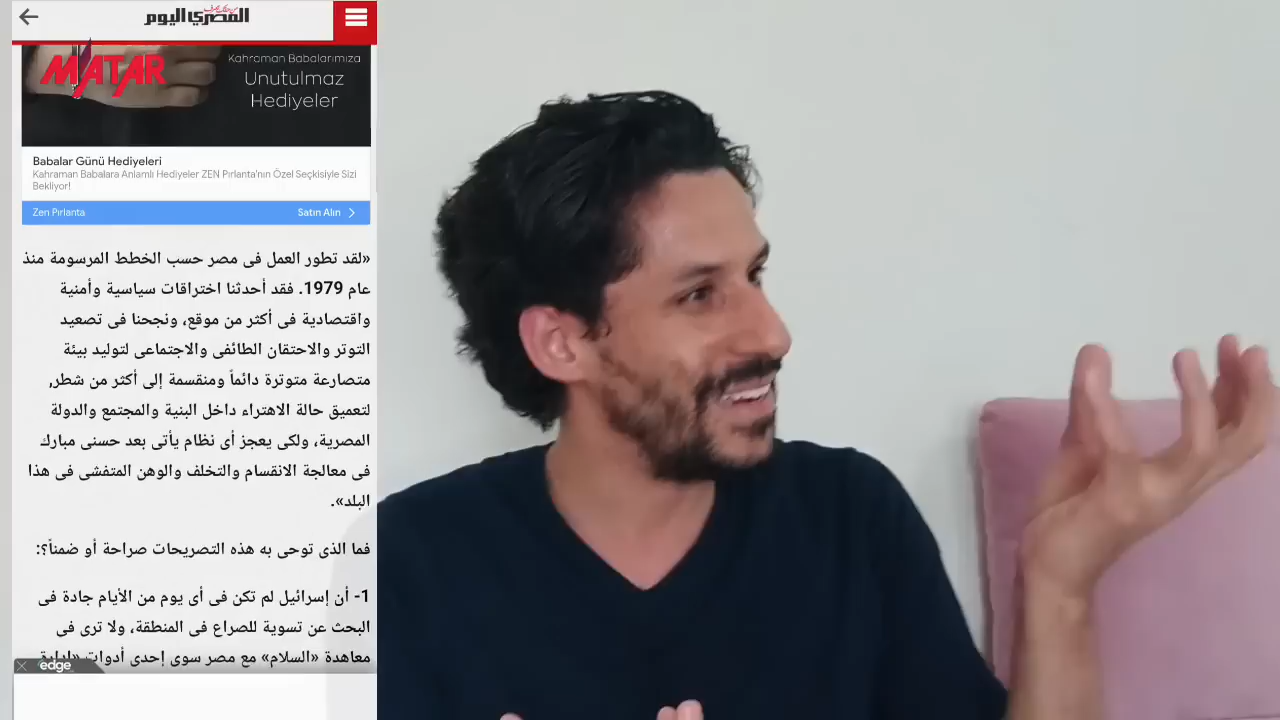 المصري اليوم
MATAR
Kahraman Babalarımıza
Unutulmaz
Hediyeler
Babalar Günü Hediyeleri
Kahraman Babalara Anlamlı Hediyeler ZEN Pırlanta'nın Özel Seçkisiyle Sizi
Bekliyor!
Zen Pırlanta
Satın Alın
«لقد تطور العمل فى مصر حسب الخطط المرسومة منذ
عام 1979. فقد أحدثنا اختراقات سياسية وأمنية
واقتصادية فى أكثر من موقع، ونجحنا فى تصعيد
التوتر والاحتقان الطائفى والاجتماعى لتوليد بيئة
متصارعة متوترة دائماً ومنقسمة إلى أكثر من شطر,
لتعميق حالة الاهتراء داخل البنية والمجتمع والدولة
المصرية، ولكى يعجز أى نظام يأتى بعد حسنى مبارك
فى معالجة الانقسام والتخلف والوهن المتفشى فى هذا
البلد».
فما الذى توحى به هذه التصريحات صراحة أو ضمناً؟:
1- أن إسرائيل لم تكن فى أى يوم من الأيام جادة فى
البحث عن تسوية للصراع فى المنطقة، ولا ترى فى
معاهدة «السلام» مع مصر سوى إحدى أدوات
edge